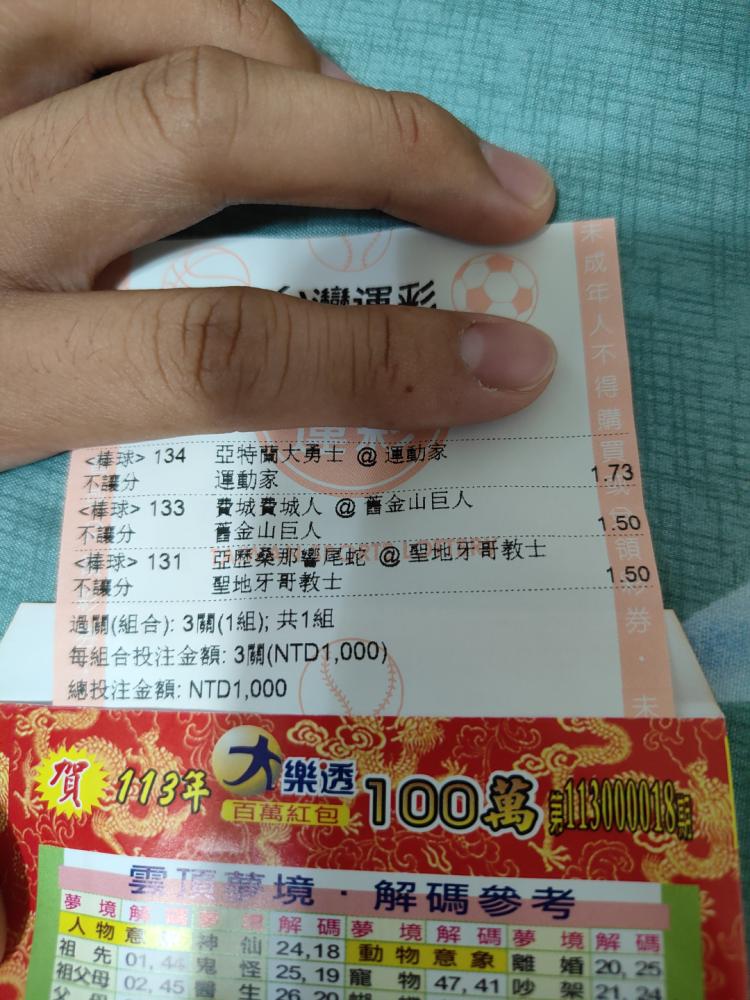 台灣運彩
未成年人不得購買或
運彩
<棒球> 134 亞特蘭大勇士 @ 運動家
不讓分 運動家 1.73
<棒球> 133 費城費城人 @ 舊金山巨人
不讓分 舊金山巨人 1.50
<棒球> 131 亞歷桑那響尾蛇 @ 聖地牙哥教士
不讓分 聖地牙哥教士 1.50
領彩券・未
過關(組合): 3關(1組); 共1組
每組合投注金額: 3關(NTD1,000)
總投注金額: NTD1,000
賀 113年 大樂透 百萬紅包 100萬 第113000018期
雲頂夢境・解碼參考
夢境 解碼 夢境 解碼 夢境 解碼 夢境 解碼
人物意 神仙 24,18 動物意象 離婚 20,25
祖先 01,44 鬼怪 25,19 寵物 47,41 吵架 21,24
祖父母 02,45 醫生 26,20